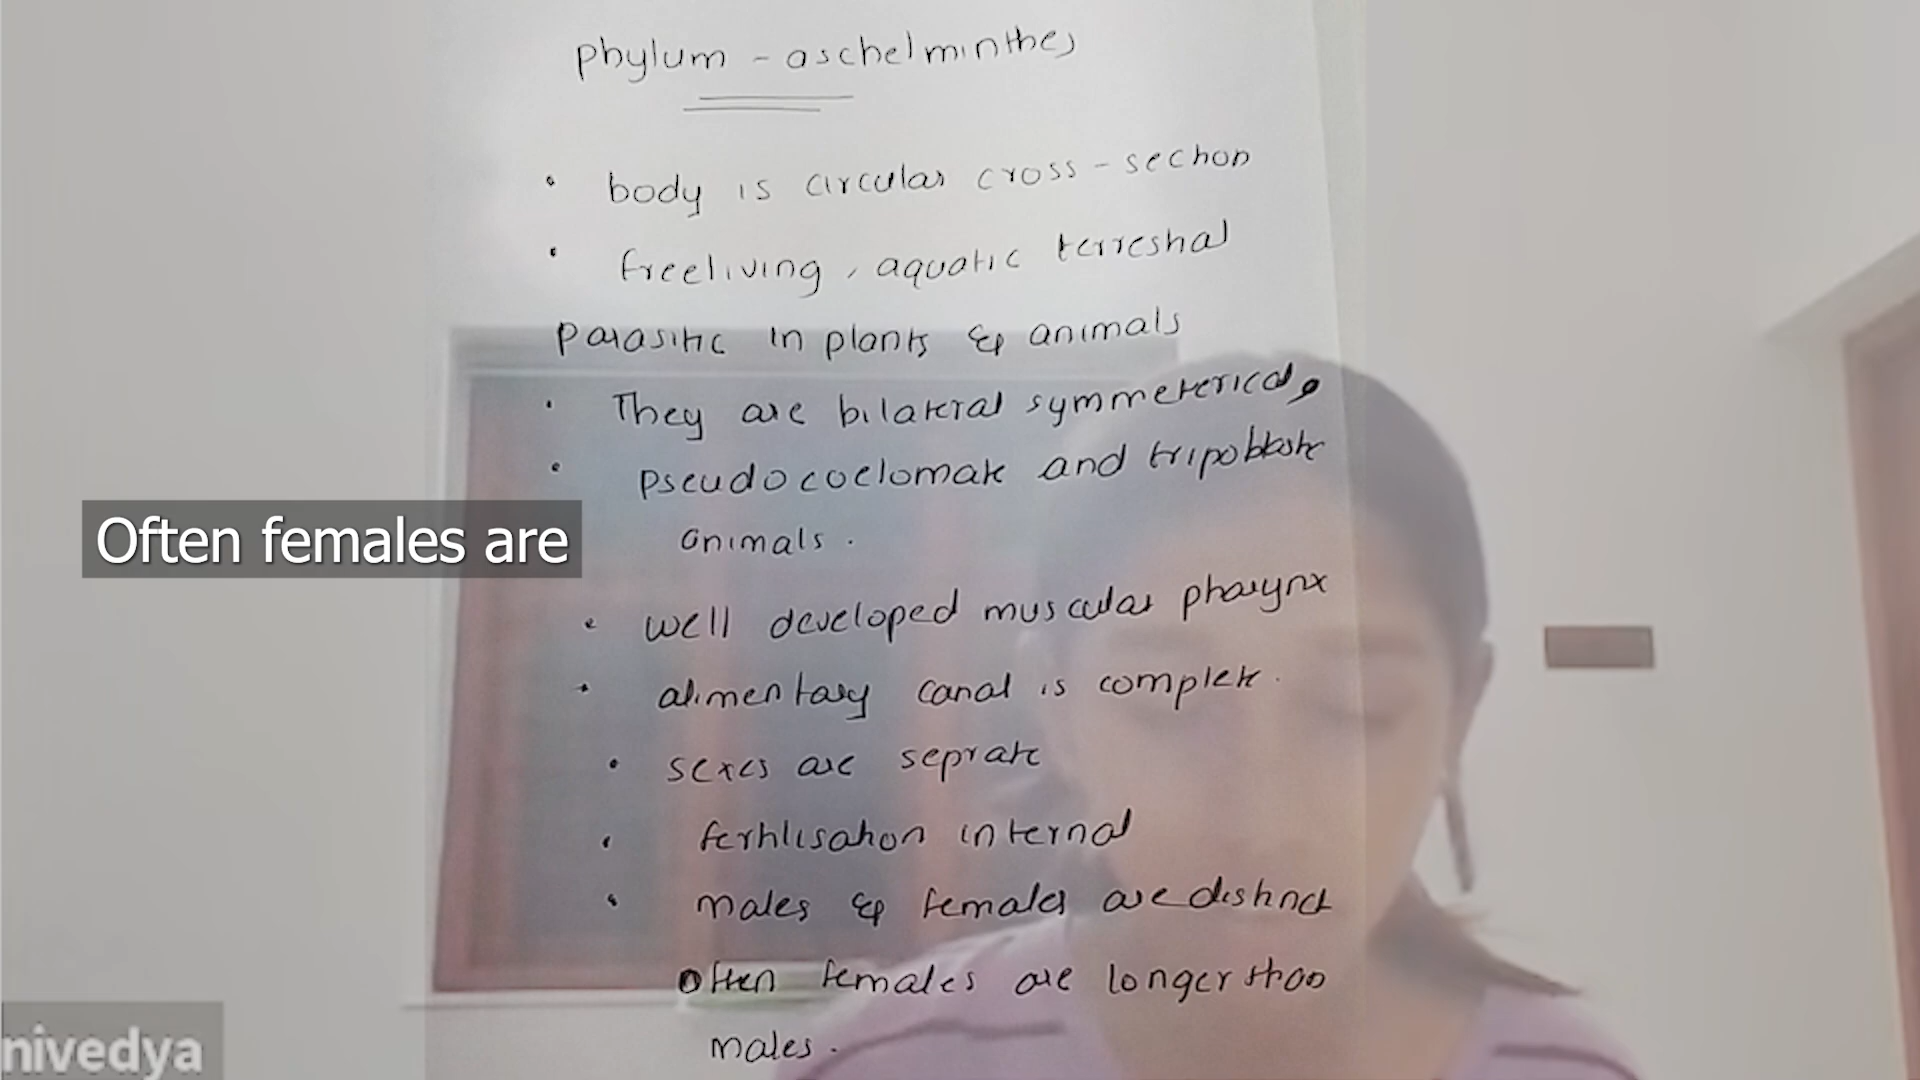 Phylum - aschelminthes
• body is circular cross-section
• freeliving, aquatic terrestrial
Parasitic in plants & animals
• They are bilateral symmeterical,
• pseudocoelomate and tripoblastic
animals.
Often females are
• well developed muscular pharynx
• alimentary canal is complete.
• sexes are seprate
• fertilisation internal
• males & females are distinct
Often females are longer than
males.
nivedya